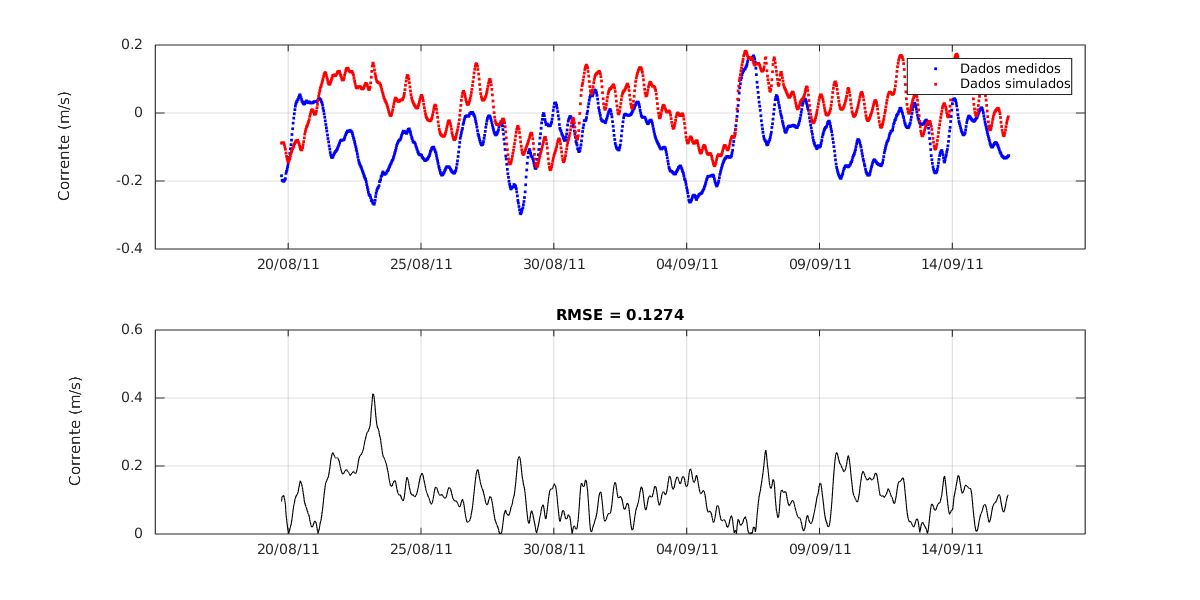 0.2
Dados medidos
Dados simulados
0
-0.2
-0.4
Corrente (m/s)
20/08/11 25/08/11 30/08/11 04/09/11 09/09/11 14/09/11
RMSE = 0.1274
0.6
0.4
0.2
0
Corrente (m/s)
20/08/11 25/08/11 30/08/11 04/09/11 09/09/11 14/09/11